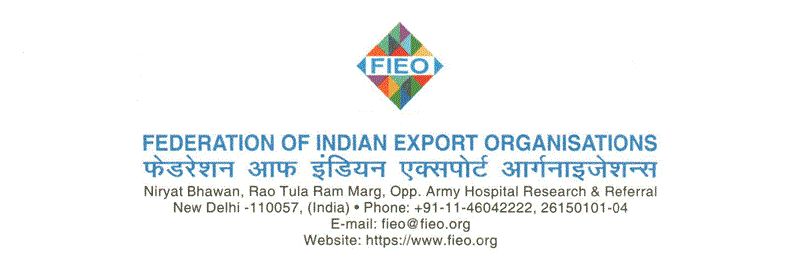 FIEO
FEDERATION OF INDIAN EXPORT ORGANISATIONS
फेडरेशन आफ इंडियन एक्सपोर्ट आर्गनाइजेशन्स
Niryat Bhawan, Rao Tula Ram Marg, Opp. Army Hospital Research & Referral
New Delhi -110057, (India) • Phone: +91-11-46042222, 26150101-04
E-mail: fieo@fieo.org
Website: https://www.fieo.org